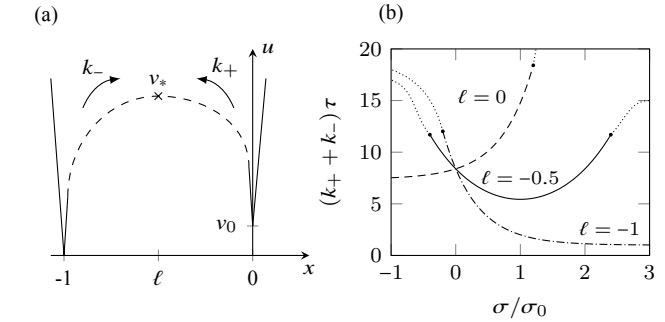 (a)
u
k₋
v*
k₊
v₀
-1
ℓ
0
x
(b)
(k₊ + k₋) τ
20
15
10
5
0
ℓ = 0
ℓ = −0.5
ℓ = −1
−1
0
1
2
3
σ/σ₀